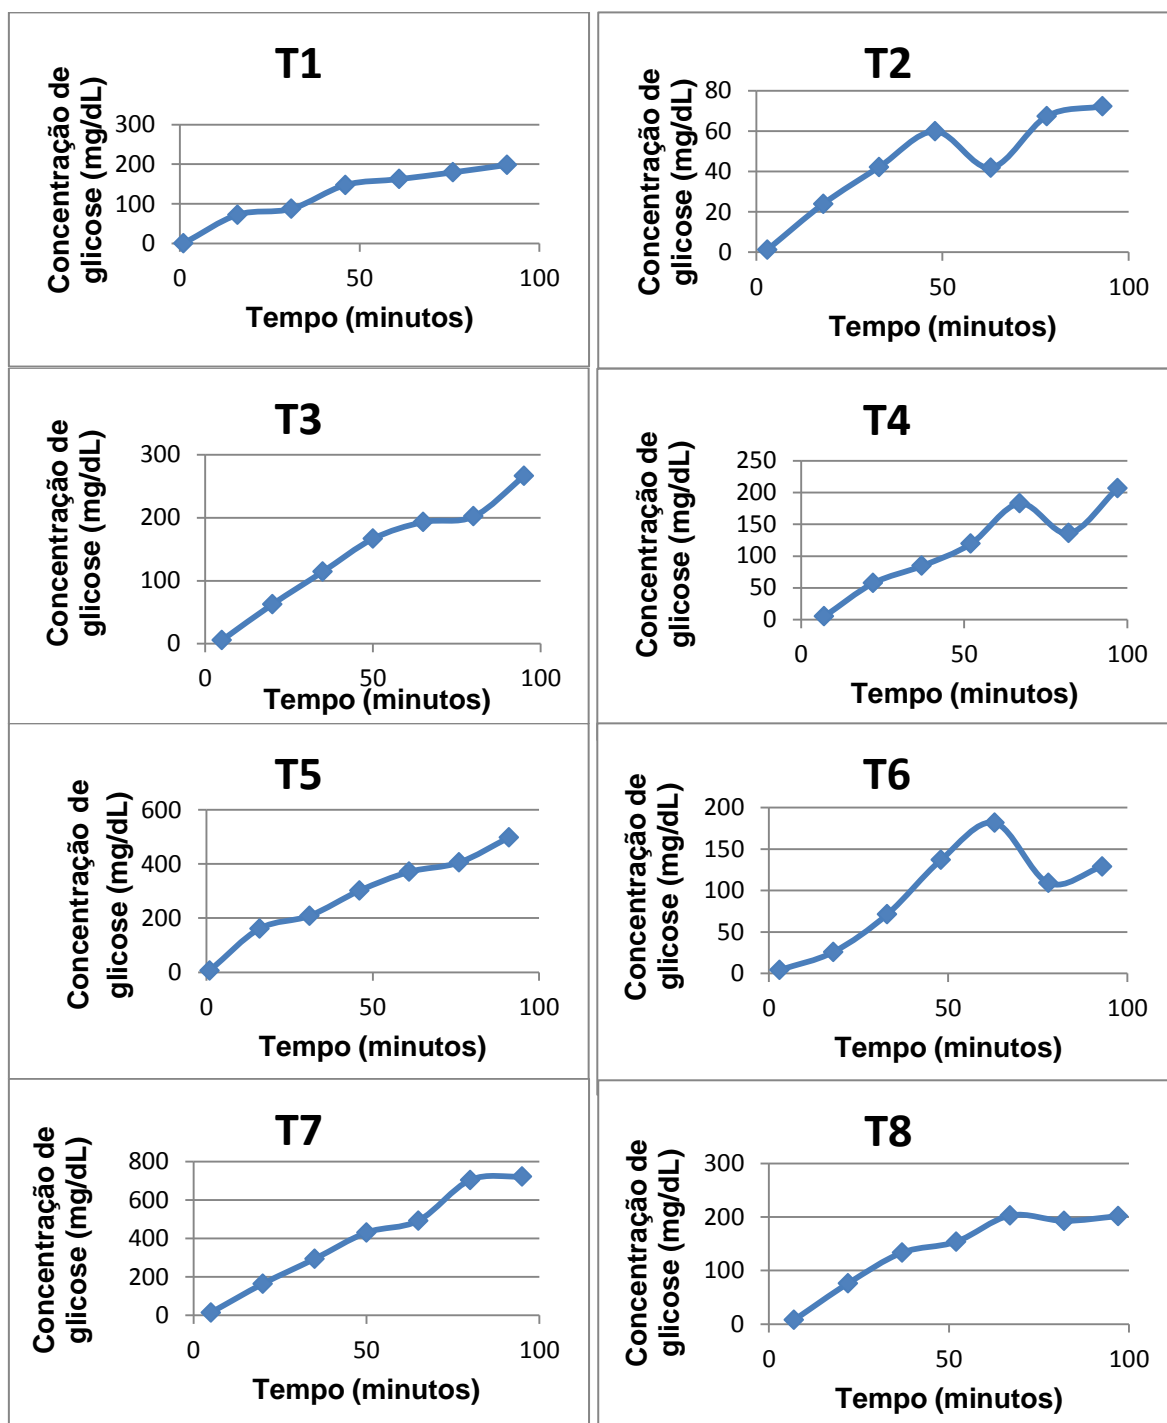 T1
Concentração de
glicose (mg/dL)
300
200
100
0
0 50 100
Tempo (minutos)
T2
Concentração de
glicose (mg/dL)
80
60
40
20
0
0 50 100
Tempo (minutos)
T3
Concentração de
glicose (mg/dL)
300
200
100
0
0 50 100
Tempo (minutos)
T4
Concentração de
glicose (mg/dL)
250
200
150
100
50
0
0 50 100
Tempo (minutos)
T5
Concentração de
glicose (mg/dL)
600
400
200
0
0 50 100
Tempo (minutos)
T6
Concentração de
glicose (mg/dL)
200
150
100
50
0
0 50 100
Tempo (minutos)
T7
Concentração de
glicose (mg/dL)
800
600
400
200
0
0 50 100
Tempo (minutos)
T8
Concentração de
glicose (mg/dL)
300
200
100
0
0 50 100
Tempo (minutos)